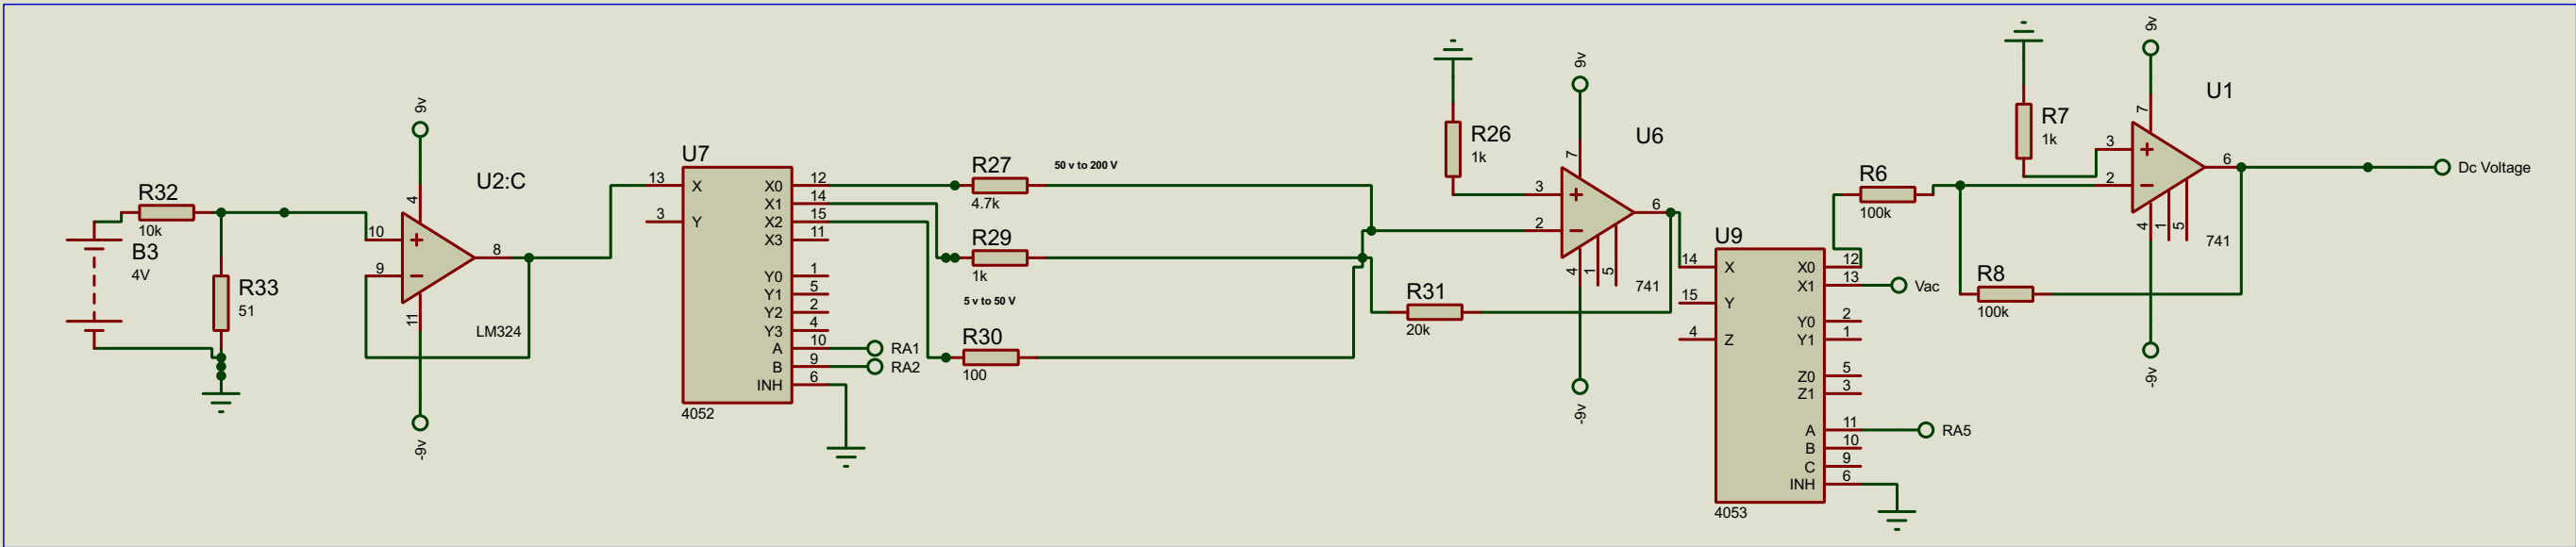 R32
10k
B3
4V
R33
51
9v
4
10
9
8
11
U2:C
LM324
-9v
U7
13
X
3
Y
X0
12
X1
14
X2
15
X3
11
Y0
1
Y1
5
Y2
2
Y3
4
A
10
RA1
B
9
RA2
INH
6
4052
R27
4.7k
50 v to 200 V
R29
1k
5 v to 50 V
R30
100
R26
1k
R31
20k
9v
7
U6
3
2
6
4
1
5
741
-9v
U9
14
X
15
Y
4
Z
X0
12
X1
13
Vac
Y0
2
Y1
1
Z0
5
Z1
3
A
11
RA5
B
10
C
9
INH
6
4053
R6
100k
R7
1k
R8
100k
9v
7
U1
3
2
6
4
1
5
741
-9v
Dc Voltage